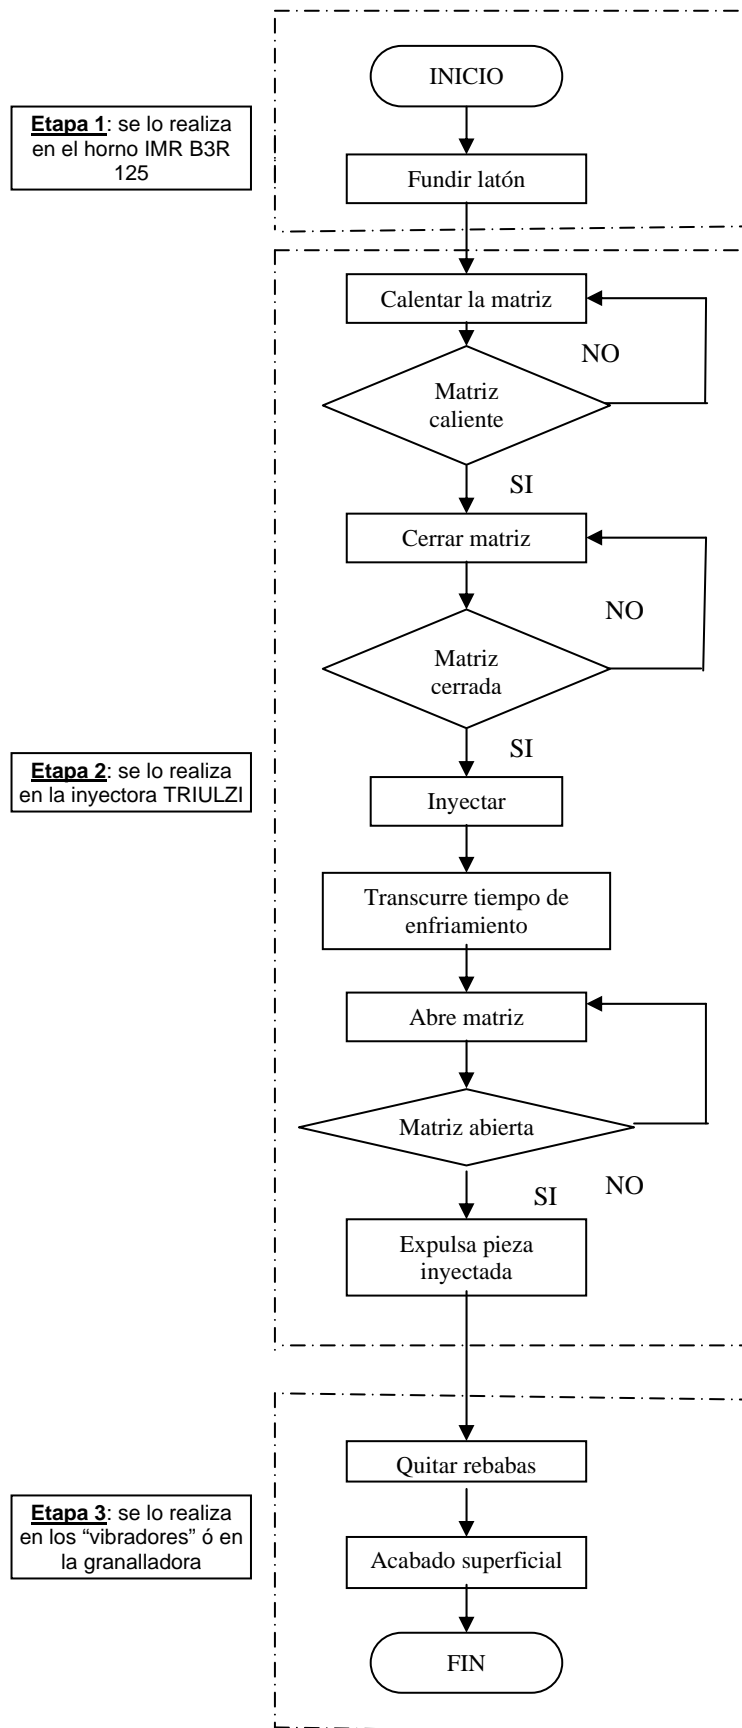 INICIO
Etapa 1: se lo realiza
en el horno IMR B3R
125
Fundir latón
Calentar la matriz
NO
Matriz
caliente
SI
Cerrar matriz
NO
Matriz
cerrada
SI
Etapa 2: se lo realiza
en la inyectora TRIULZI
Inyectar
Transcurre tiempo de
enfriamiento
Abre matriz
Matriz abierta
SI
NO
Expulsa pieza
inyectada
Quitar rebabas
Etapa 3: se lo realiza
en los “vibradores” ó en
la granalladora
Acabado superficial
FIN